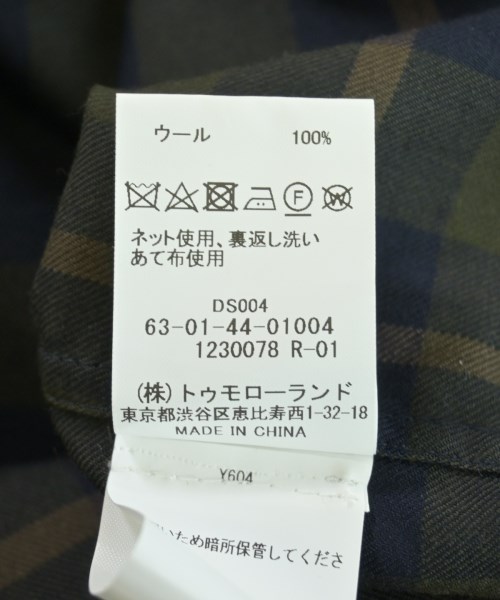 ウール 100%
F W
ネット使用、裏返し洗い
あて布使用
DS004
63-01-44-01004
1230078 R-01
(株)トゥモローランド
東京都渋谷区恵比寿西1-32-18
MADE IN CHINA
Y604
いため暗所保管してくださ